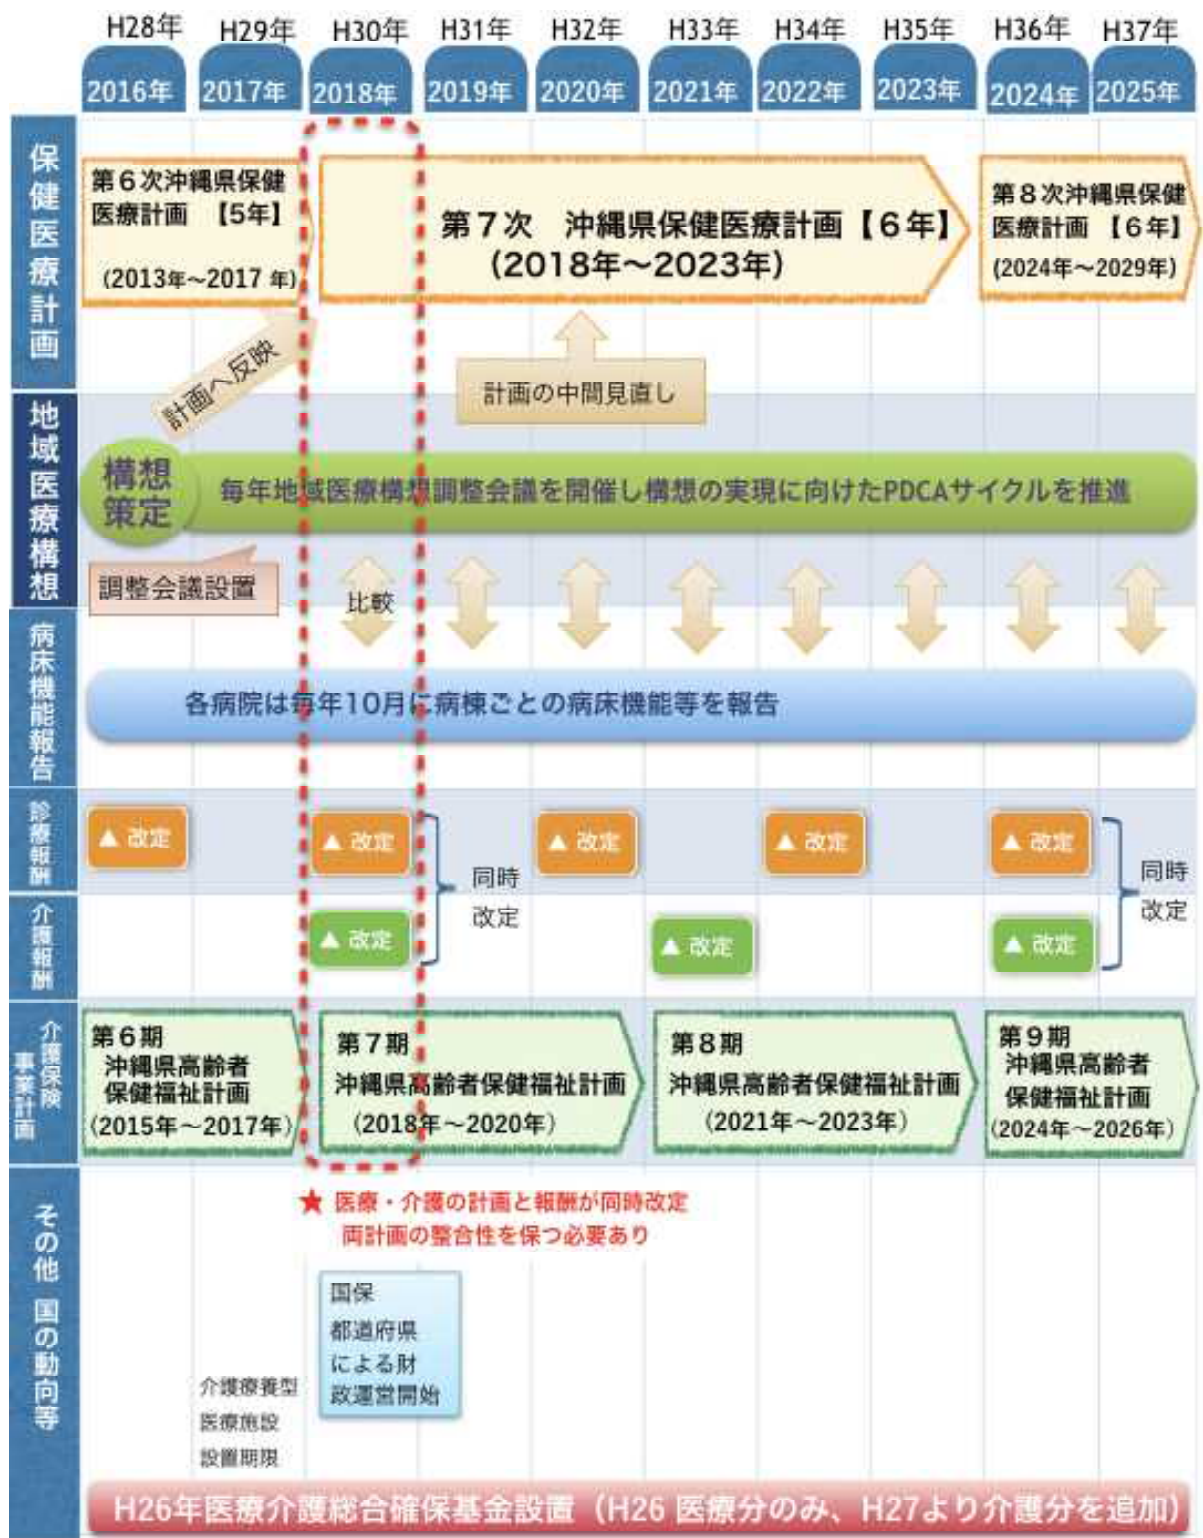 H28年 H29年 H30年 H31年 H32年 H33年 H34年 H35年 H36年 H37年
2016年 2017年 2018年 2019年 2020年 2021年 2022年 2023年 2024年 2025年
保健医療計画
第6次沖縄県保健
医療計画 【5年】
(2013年～2017 年)
第7次 沖縄県保健医療計画【6年】
(2018年～2023年)
第8次沖縄県保健
医療計画 【6年】
(2024年～2029年)
計画へ反映
計画の中間見直し
地域医療構想
構想
策定
毎年地域医療構想調整会議を開催し構想の実現に向けたPDCAサイクルを推進
調整会議設置
比較
病床機能報告
各病院は毎年10月に病棟ごとの病床機能等を報告
診療報酬
▲ 改定
▲ 改定
▲ 改定
▲ 改定
▲ 改定
同時
改定
同時
改定
介護報酬
▲ 改定
▲ 改定
▲ 改定
介護保険
事業計画
第6期
沖縄県高齢者
保健福祉計画
(2015年～2017年)
第7期
沖縄県高齢者保健福祉計画
(2018年～2020年)
第8期
沖縄県高齢者保健福祉計画
(2021年～2023年)
第9期
沖縄県高齢者
保健福祉計画
(2024年～2026年)
その他 国の動向等
★ 医療・介護の計画と報酬が同時改定
両計画の整合性を保つ必要あり
国保
都道府県
による財
政運営開始
介護療養型
医療施設
設置期限
H26年医療介護総合確保基金設置（H26 医療分のみ、H27より介護分を追加）